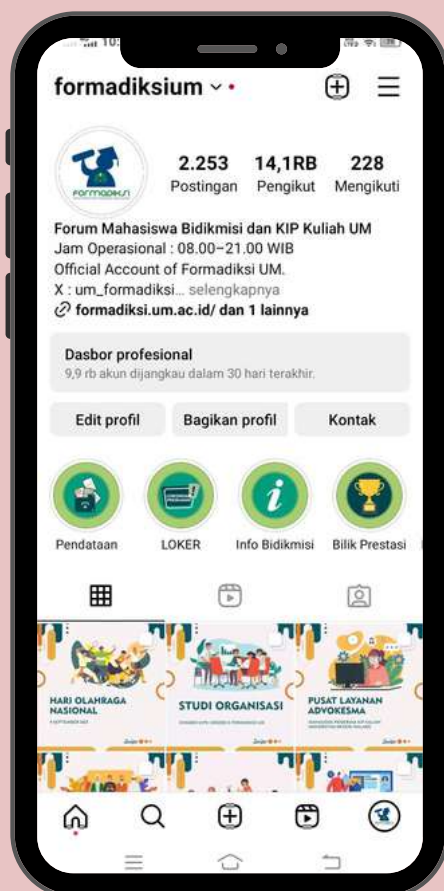 formadiksium
FORMADIKSI
2.253 14,1RB 228
Postingan Pengikut Mengikuti
Forum Mahasiswa Bidikmisi dan KIP Kuliah UM
Jam Operasional : 08.00–21.00 WIB
Official Account of Formadiksi UM.
X : um_formadiksi... selengkapnya
formadiksi.um.ac.id/ dan 1 lainnya
Dasbor profesional
9,9 rb akun dijangkau dalam 30 hari terakhir.
Edit profil Bagikan profil Kontak
Pendataan LOKER Info Bidikmisi Bilik Prestasi
HARI OLAHRAGA
NASIONAL
STUDI ORGANISASI
PUSAT LAYANAN
ADVOKESMA